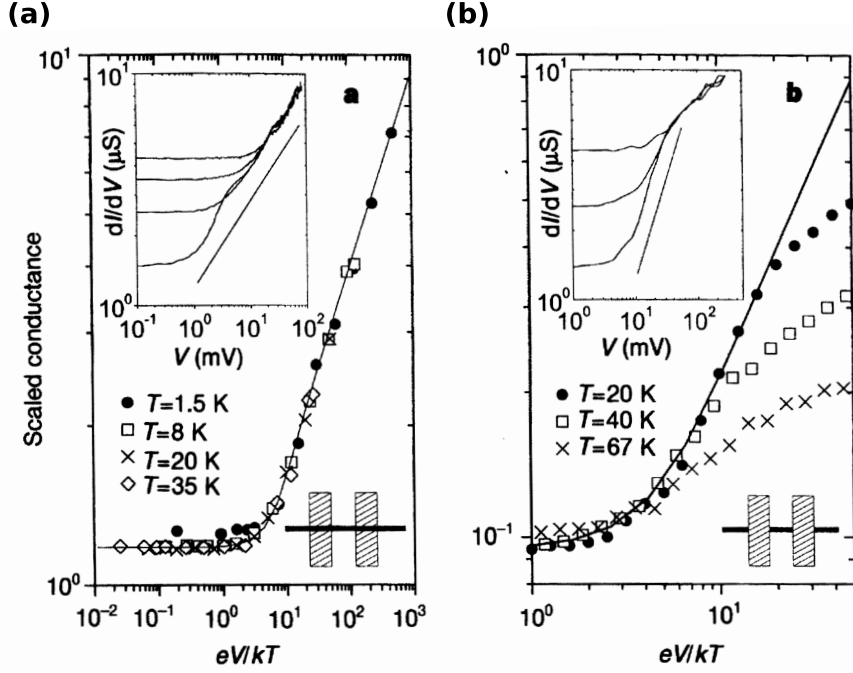 (a)
(b)
a
Scaled conductance
10¹
10⁰
10⁻² 10⁻¹ 10⁰ 10¹ 10² 10³
eV/kT
dI/dV (μS)
10¹
10⁰
10⁻¹ 10⁰ 10¹ 10²
V (mV)
T=1.5 K
T=8 K
T=20 K
T=35 K
b
10⁰
10⁻¹
10⁰ 10¹
eV/kT
dI/dV (μS)
10¹
10⁰
10⁰ 10¹ 10²
V (mV)
T=20 K
T=40 K
T=67 K